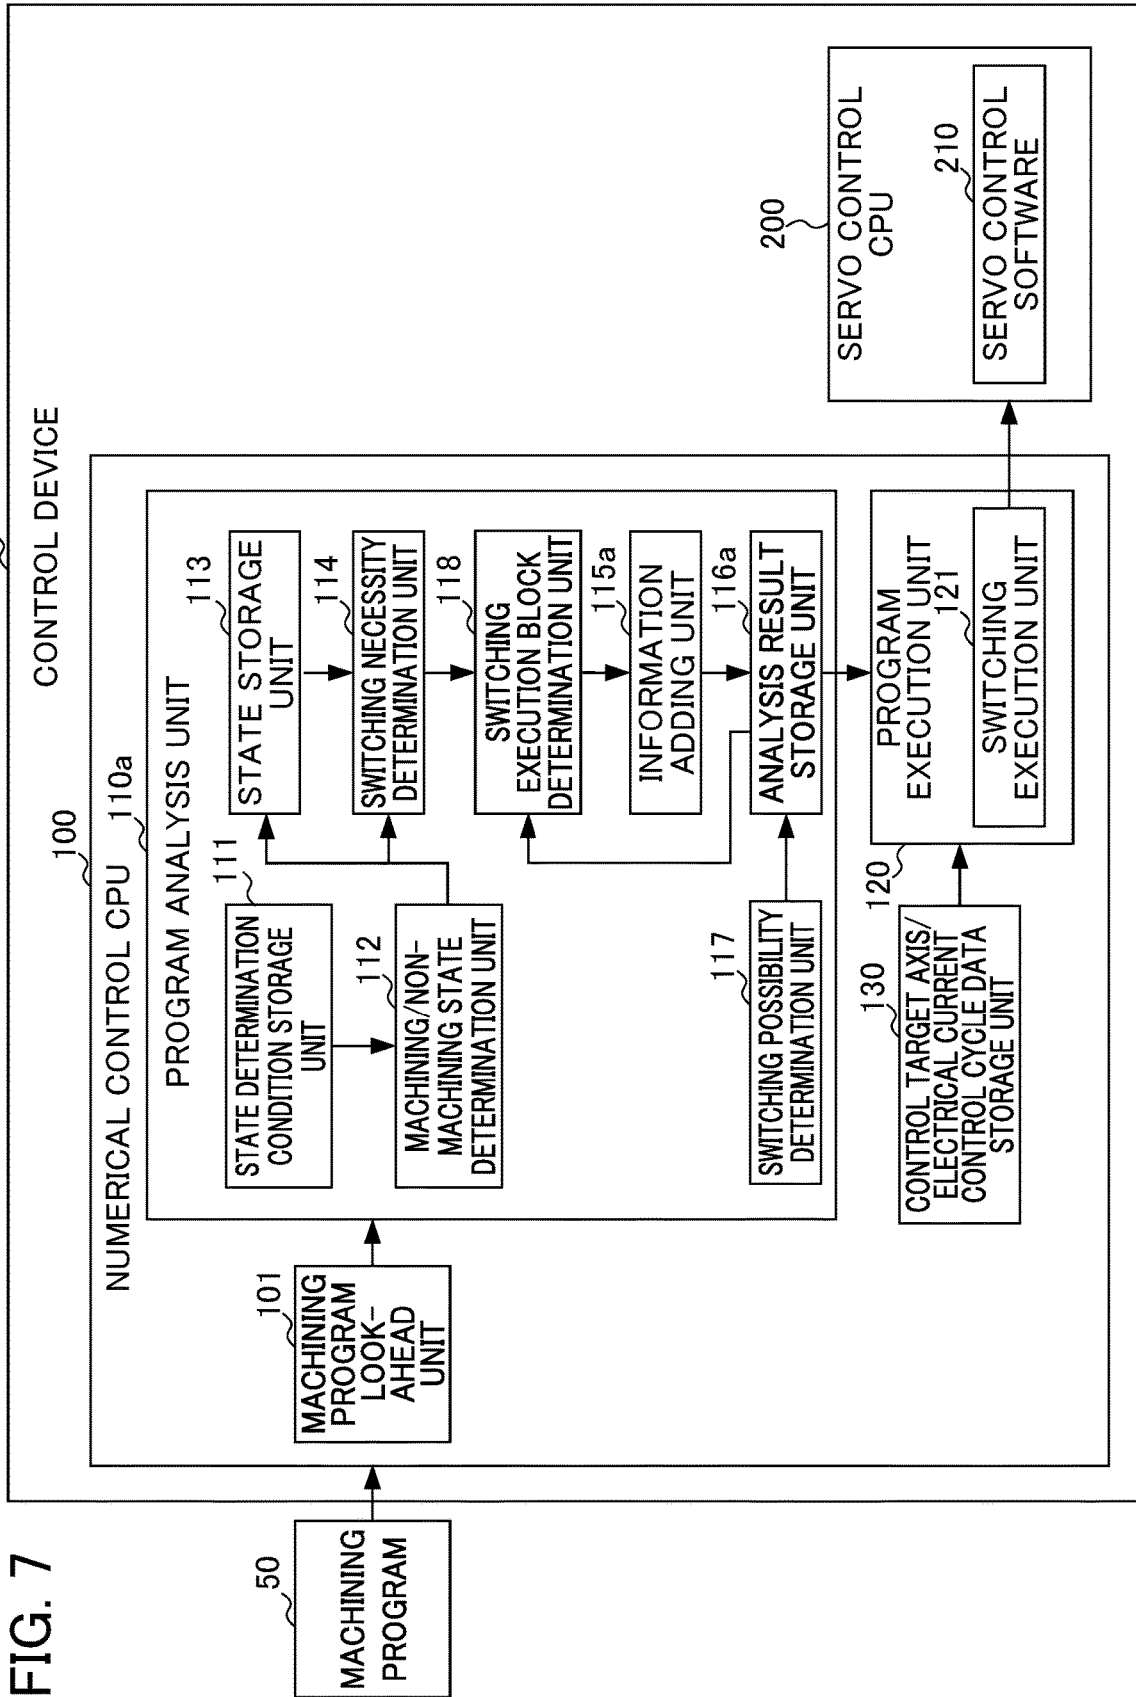 FIG. 7
CONTROL DEVICE
50
MACHINING
PROGRAM
100
NUMERICAL CONTROL CPU
101
MACHINING
PROGRAM
LOOK-
AHEAD
UNIT
110a
PROGRAM ANALYSIS UNIT
111
STATE DETERMINATION
CONDITION STORAGE
UNIT
112
MACHINING/NON-
MACHINING STATE
DETERMINATION UNIT
113
STATE STORAGE
UNIT
114
SWITCHING NECESSITY
DETERMINATION UNIT
118
SWITCHING
EXECUTION BLOCK
DETERMINATION UNIT
115a
INFORMATION
ADDING UNIT
116a
ANALYSIS RESULT
STORAGE UNIT
117
SWITCHING POSSIBILITY
DETERMINATION UNIT
120
PROGRAM
EXECUTION UNIT
121
SWITCHING
EXECUTION UNIT
130
CONTROL TARGET AXIS/
ELECTRICAL CURRENT
CONTROL CYCLE DATA
STORAGE UNIT
200
SERVO CONTROL
CPU
210
SERVO CONTROL
SOFTWARE